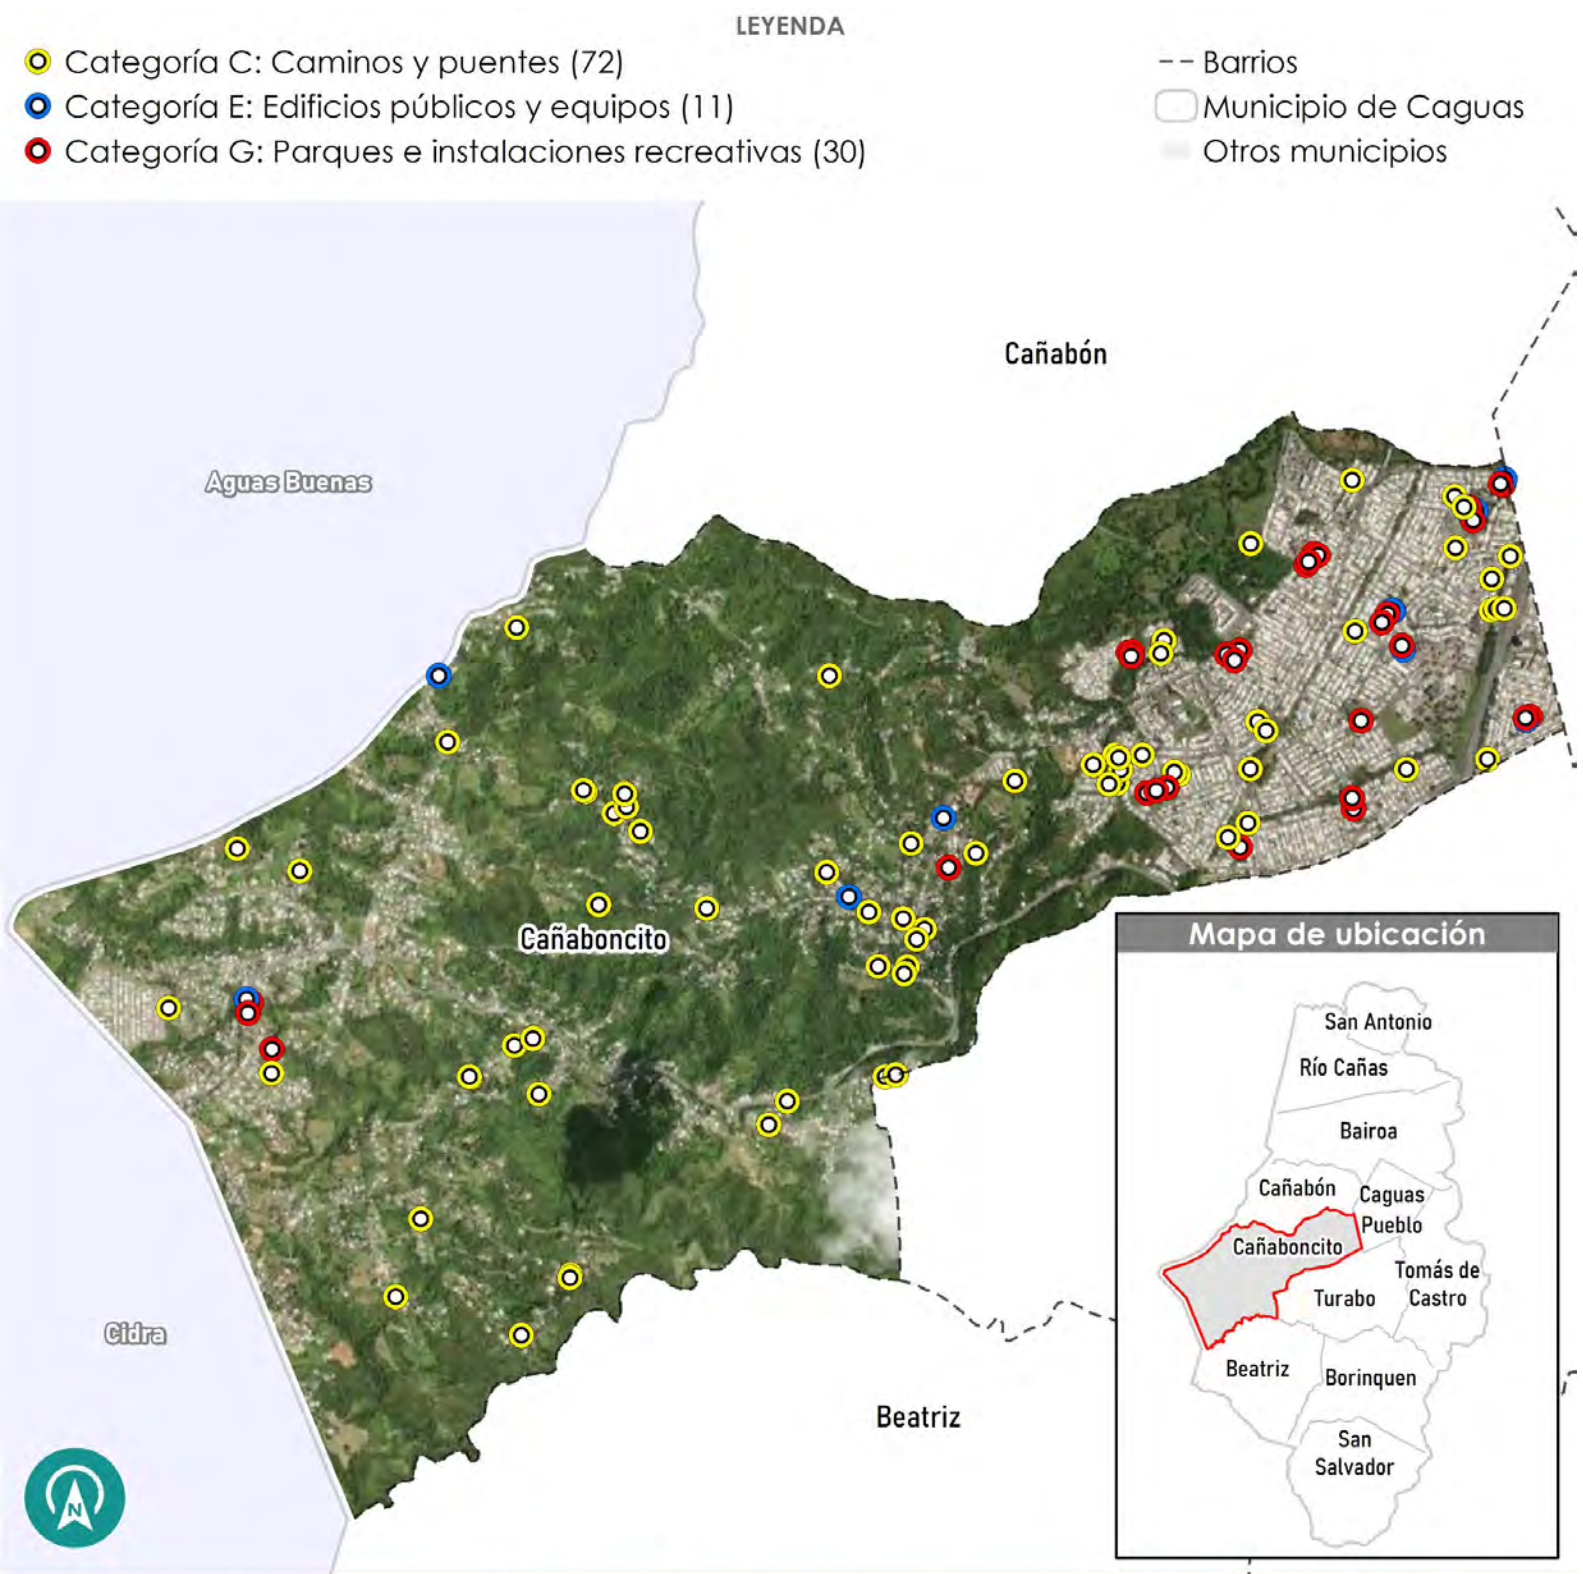 LEYENDA
Categoría C: Caminos y puentes (72)
Categoría E: Edificios públicos y equipos (11)
Categoría G: Parques e instalaciones recreativas (30)
Barrios
Municipio de Caguas
Otros municipios
Cañabón
Aguas Buenas
Cañaboncito
Cidra
Beatriz
N
Mapa de ubicación
San Antonio
Río Cañas
Bairoa
Cañabón
Caguas
Pueblo
Cañaboncito
Tomás de
Castro
Turabo
Beatriz
Borinquen
San
Salvador